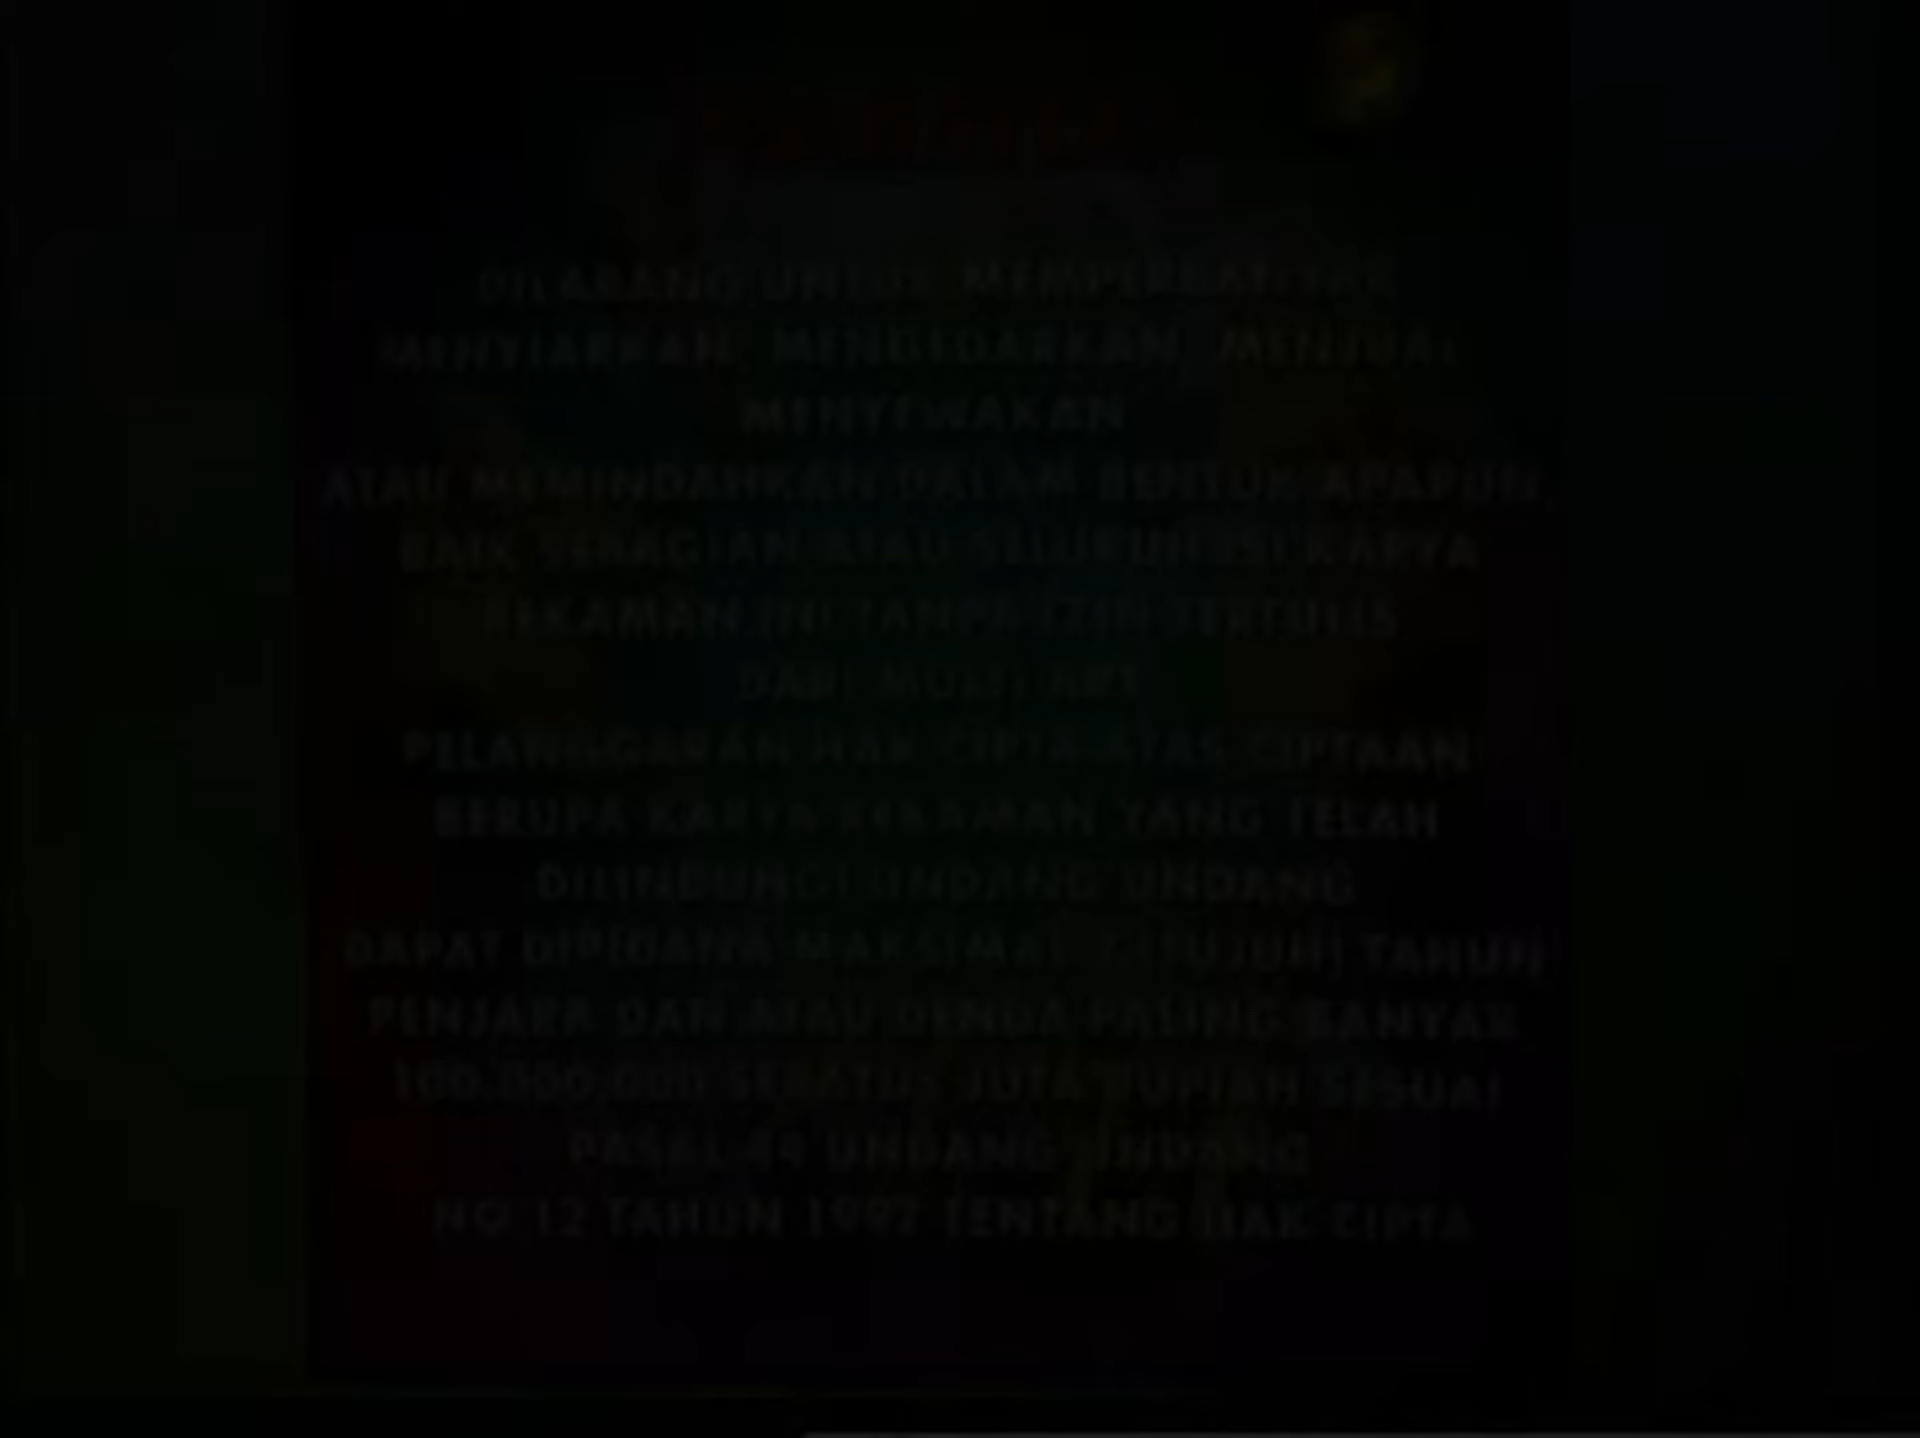 DILARANG UNTUK MEMPERBANYAK
MENYIARKAN, MENGEDARKAN, MENJUAL
MENYEWAKAN
ATAU MEMINDAHKAN DALAM BENTUK APAPUN
BAIK SEBAGIAN ATAU SELURUH ISI KARYA
REKAMAN INI TANPA IZIN TERTULIS
DARI MULTI ART
PELANGGARAN HAK CIPTA ATAS CIPTAAN
BERUPA KARYA REKAMAN YANG TELAH
DILINDUNGI UNDANG UNDANG
DAPAT DIPIDANA MAKSIMAL 7 (TUJUH) TAHUN
PENJARA DAN ATAU DENDA PALING BANYAK
100.000.000 SERATUS JUTA RUPIAH SESUAI
PASAL 44 UNDANG UNDANG
NO 12 TAHUN 1997 TENTANG HAK CIPTA